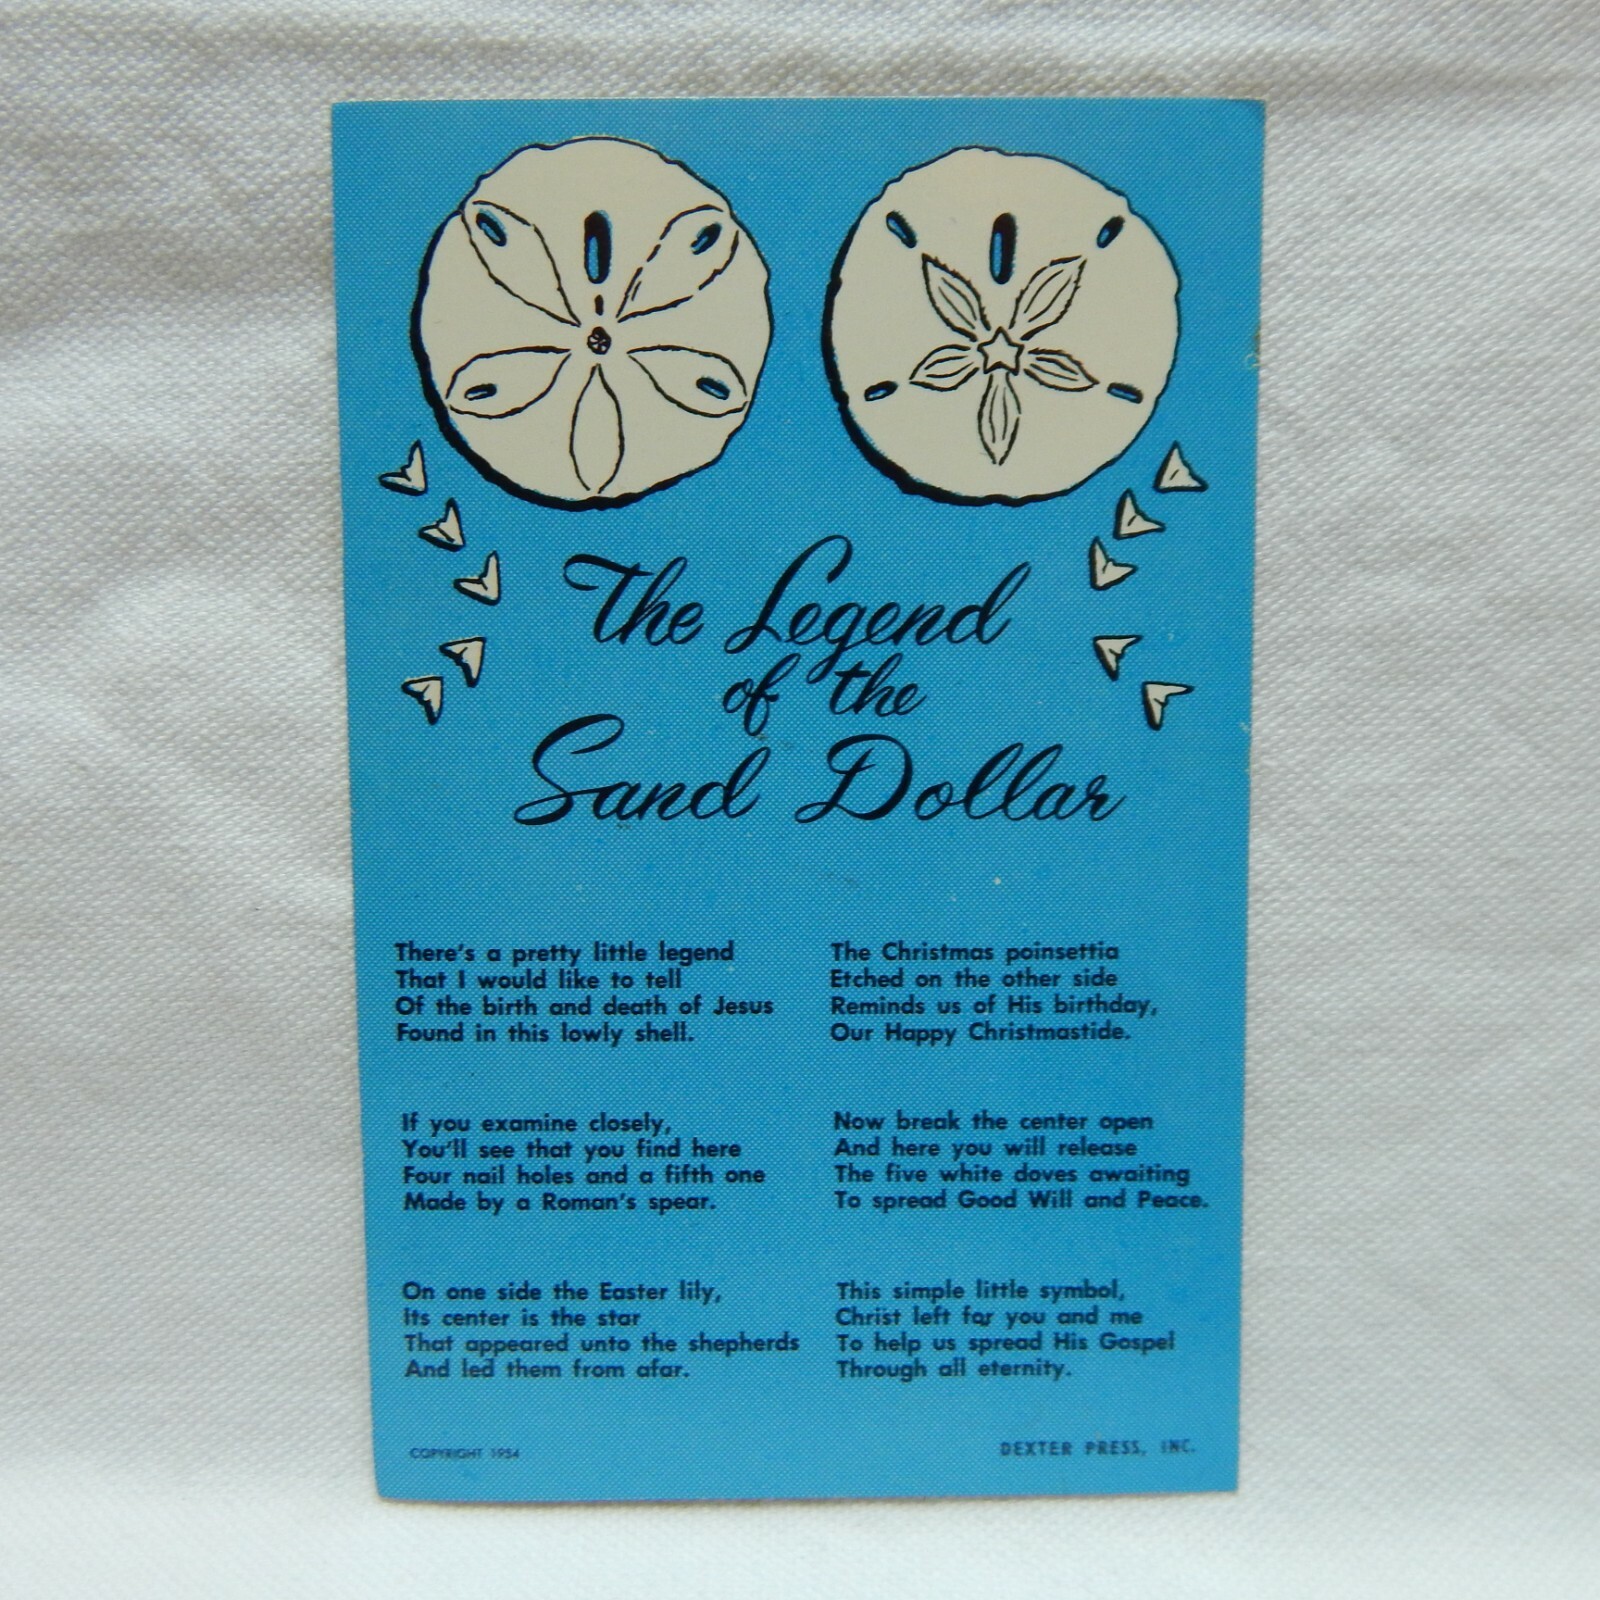 The Legend
of the
Sand Dollar
There's a pretty little legend
That I would like to tell
Of the birth and death of Jesus
Found in this lowly shell.
If you examine closely,
You'll see that you find here
Four nail holes and a fifth one
Made by a Roman's spear.
On one side the Easter lily,
Its center is the star
That appeared unto the shepherds
And led them from afar.
The Christmas poinsettia
Etched on the other side
Reminds us of His birthday,
Our Happy Christmastide.
Now break the center open
And here you will release
The five white doves awaiting
To spread Good Will and Peace.
This simple little symbol,
Christ left for you and me
To help us spread His Gospel
Through all eternity.
COPYRIGHT 1954
DEXTER PRESS, INC.